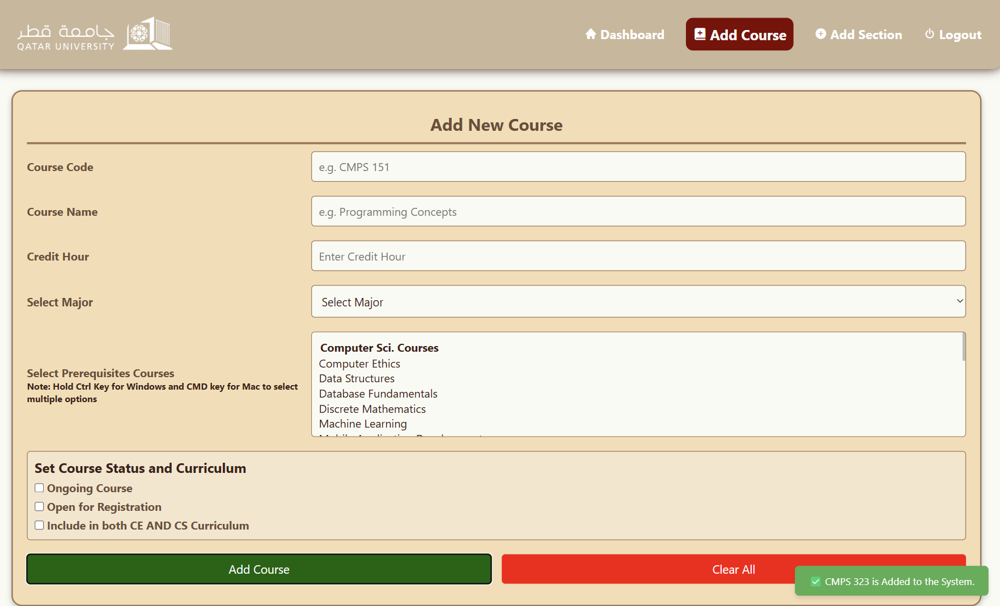 جامعة قطر
QATAR UNIVERSITY
Dashboard
Add Course
Add Section
Logout
Add New Course
Course Code
e.g. CMPS 151
Course Name
e.g. Programming Concepts
Credit Hour
Enter Credit Hour
Select Major
Select Major
Select Prerequisites Courses
Note: Hold Ctrl Key for Windows and CMD key for Mac to select
multiple options
Computer Sci. Courses
Computer Ethics
Data Structures
Database Fundamentals
Discrete Mathematics
Machine Learning
Set Course Status and Curriculum
Ongoing Course
Open for Registration
Include in both CE AND CS Curriculum
Add Course
Clear All
CMPS 323 is Added to the System.